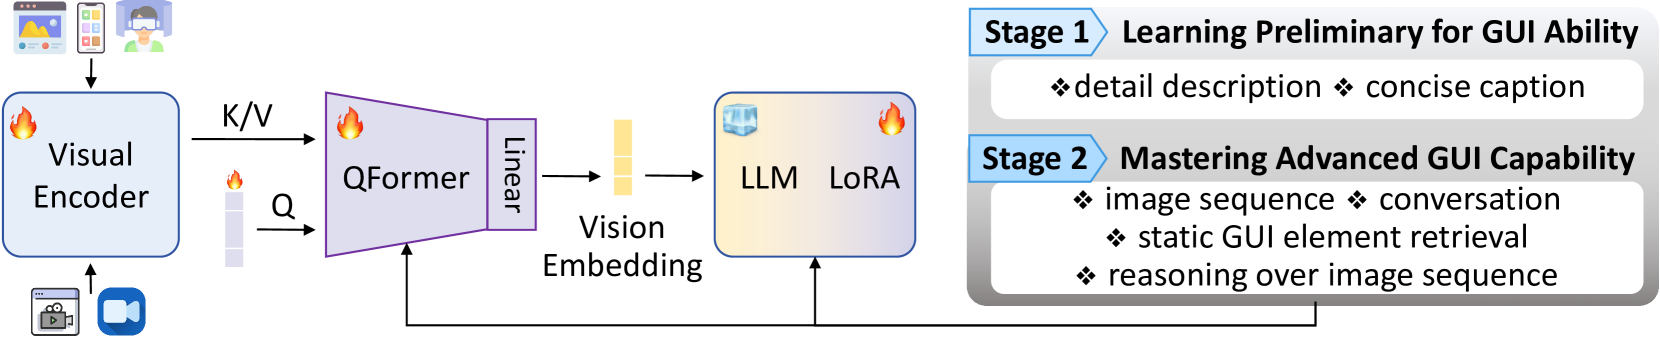 Visual
Encoder
K/V
Q
QFormer
Linear
Vision
Embedding
LLM
LoRA
Stage 1
Learning Preliminary for GUI Ability
❖detail description ❖ concise caption
Stage 2
Mastering Advanced GUI Capability
❖ image sequence ❖ conversation
❖ static GUI element retrieval
❖ reasoning over image sequence